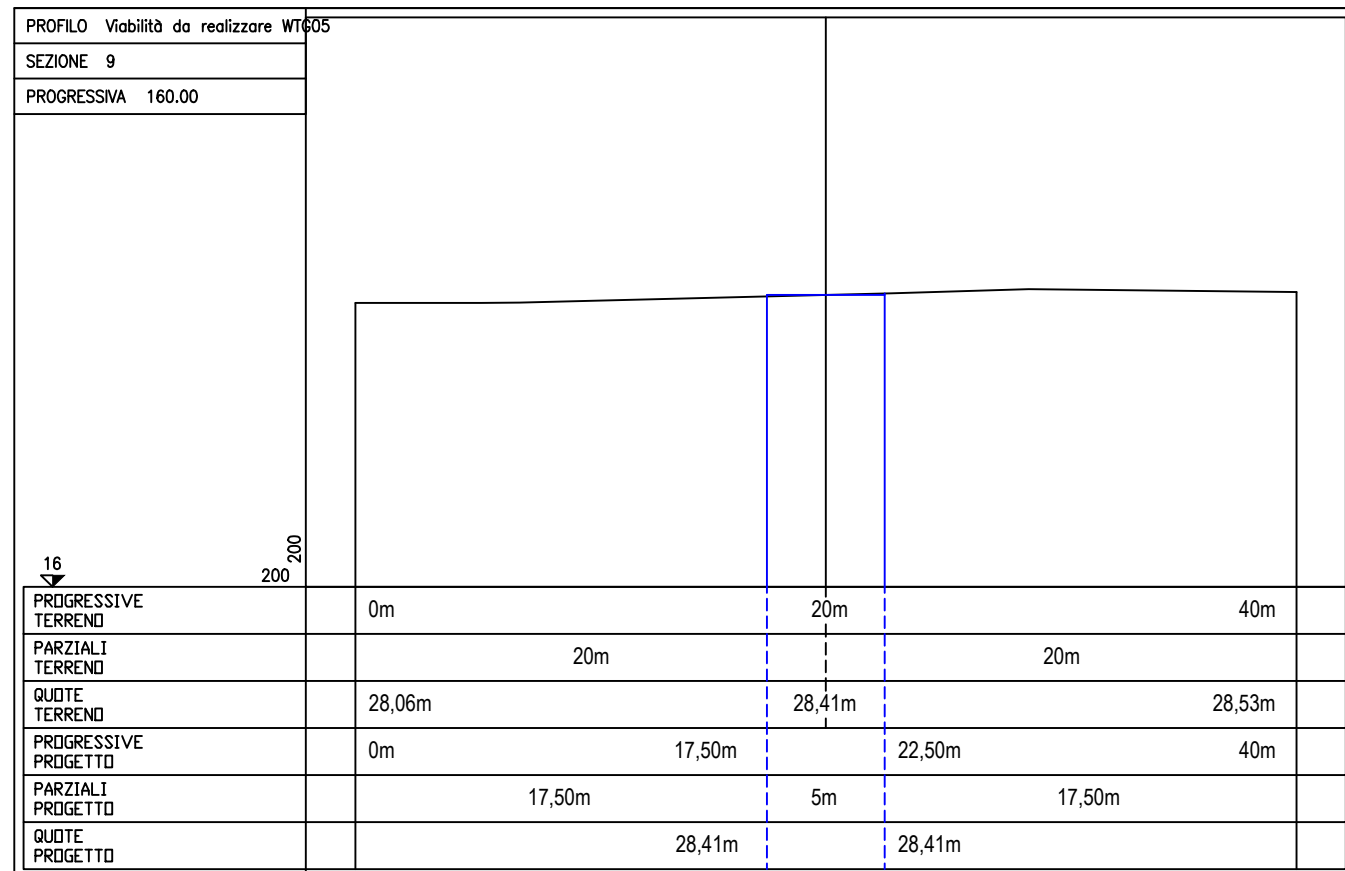 PROFILO Viabilità da realizzare WTG05
SEZIONE 9
PROGRESSIVA 160.00
16
200
200
PROGRESSIVE
TERRENO
0m 20m 40m
PARZIALI
TERRENO
20m 20m
QUOTE
TERRENO
28,06m 28,41m 28,53m
PROGRESSIVE
PROGETTO
0m 17,50m 22,50m 40m
PARZIALI
PROGETTO
17,50m 5m 17,50m
QUOTE
PROGETTO
28,41m 28,41m